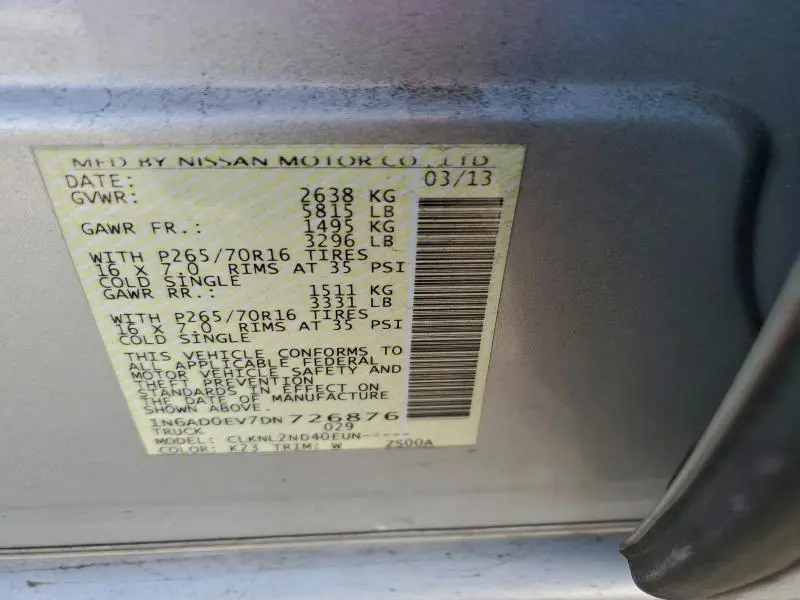 MFD BY NISSAN MOTOR CO., LTD
DATE: 03/13
GVWR: 2638 KG
5815 LB
GAWR FR.: 1495 KG
3296 LB
WITH P265/70R16 TIRES
16 X 7.0 RIMS AT 35 PSI
COLD SINGLE
GAWR RR.: 1511 KG
3331 LB
WITH P265/70R16 TIRES
16 X 7.0 RIMS AT 35 PSI
COLD SINGLE
THIS VEHICLE CONFORMS TO
ALL APPLICABLE FEDERAL
MOTOR VEHICLE SAFETY AND
THEFT PREVENTION
STANDARDS IN EFFECT ON
THE DATE OF MANUFACTURE
SHOWN ABOVE.
1N6AD0EV7DN726876
TRUCK 029
MODEL: CLKNL2ND40EUN-----
COLOR: K23 TRIM: W 2S00A